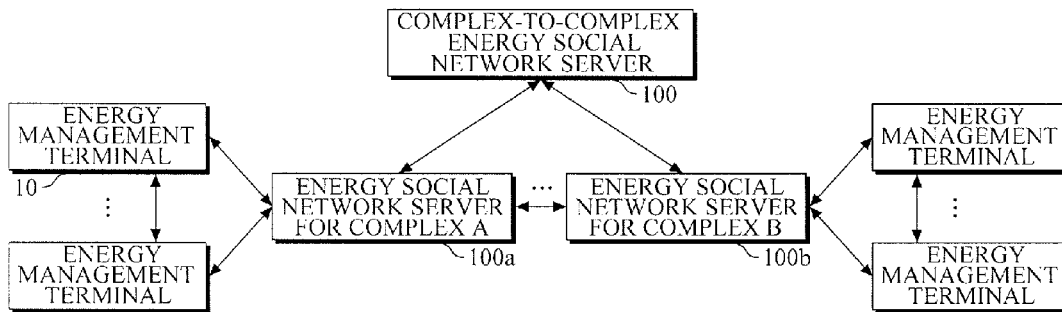 COMPLEX-TO-COMPLEX
ENERGY SOCIAL
NETWORK SERVER
100
ENERGY
MANAGEMENT
TERMINAL
10
...
ENERGY
MANAGEMENT
TERMINAL
ENERGY SOCIAL
NETWORK SERVER
FOR COMPLEX A
100a
...
ENERGY SOCIAL
NETWORK SERVER
FOR COMPLEX B
100b
ENERGY
MANAGEMENT
TERMINAL
...
ENERGY
MANAGEMENT
TERMINAL